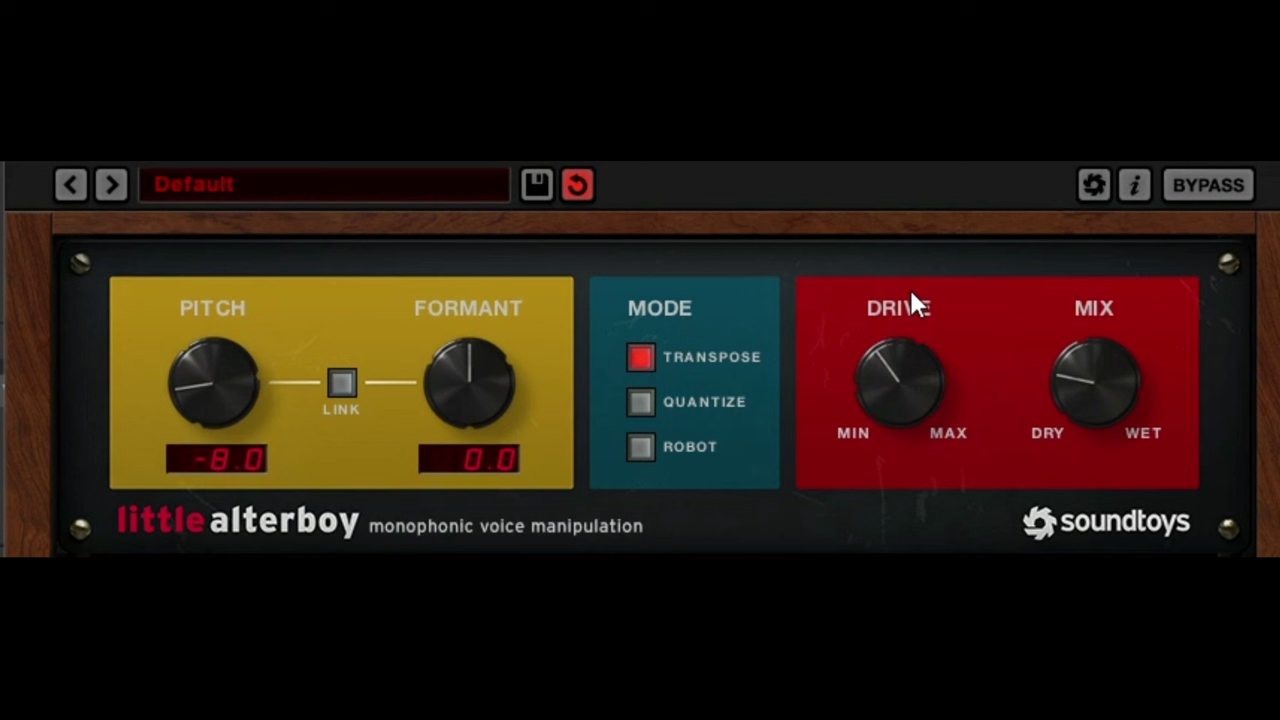 Default
i
BYPASS
PITCH
FORMANT
MODE
DRIVE
MIX
TRANSPOSE
LINK
QUANTIZE
MIN
MAX
DRY
WET
ROBOT
-8.0
0.0
littlealterboy monophonic voice manipulation
soundtoys